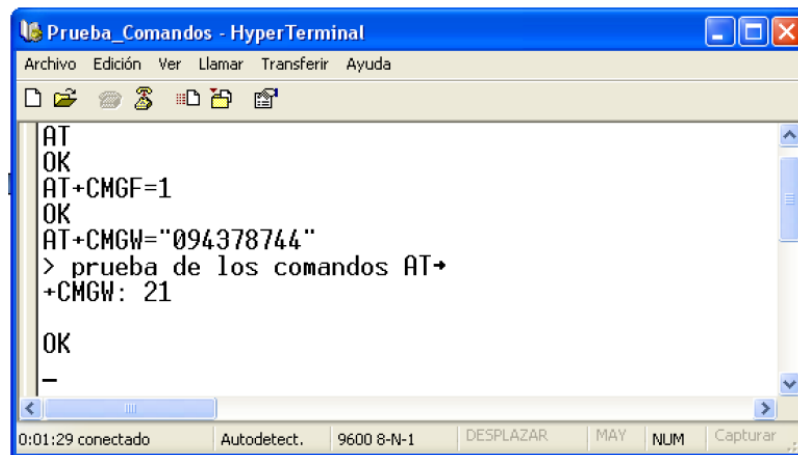 Prueba_Comandos - HyperTerminal
Archivo Edición Ver Llamar Transferir Ayuda
AT
OK
AT+CMGF=1
OK
AT+CMGW="094378744"
> prueba de los comandos AT→
+CMGW: 21
OK
_
0:01:29 conectado Autodetect. 9600 8-N-1 DESPLAZAR MAY NUM Capturar